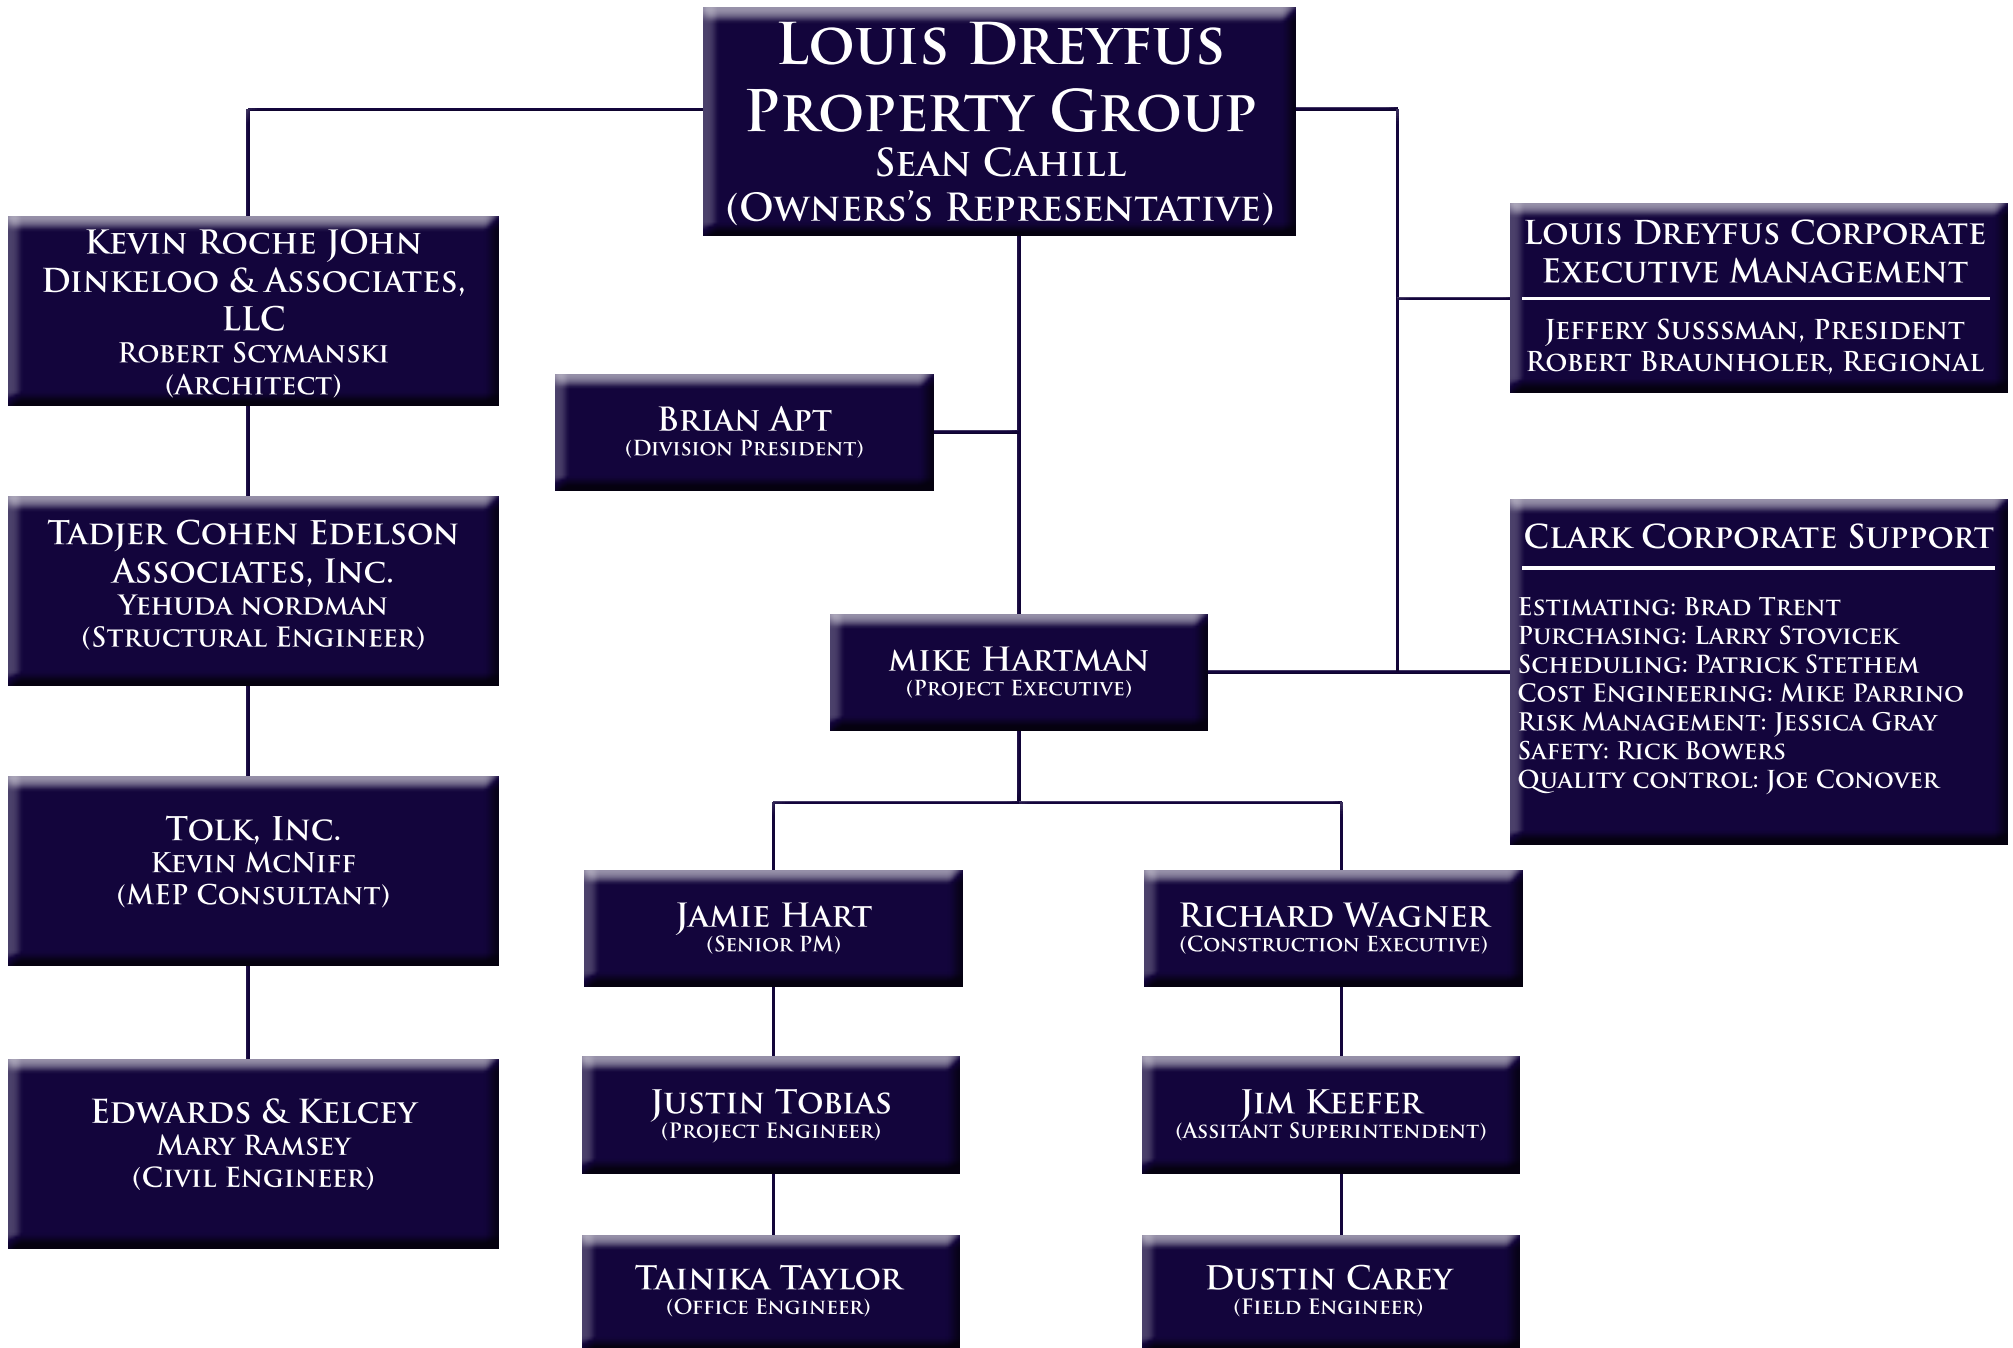 Louis Dreyfus
Property Group
Sean Cahill
(Owners's Representative)
Kevin Roche JOhn
Dinkeloo & Associates,
LLC
Robert Scymanski
(Architect)
Louis Dreyfus Corporate
Executive Management
Jeffery Susssman, President
Robert Braunholer, Regional
Brian Apt
(Division President)
Tadjer Cohen Edelson
Associates, Inc.
Yehuda nordman
(Structural Engineer)
Clark Corporate Support
Estimating: Brad Trent
Purchasing: Larry Stovicek
Scheduling: Patrick Stethem
Cost Engineering: Mike Parrino
Risk Management: Jessica Gray
Safety: Rick Bowers
Quality control: Joe Conover
mike Hartman
(Project Executive)
Tolk, Inc.
Kevin McNiff
(MEP Consultant)
Jamie Hart
(Senior PM)
Richard Wagner
(Construction Executive)
Edwards & Kelcey
Mary Ramsey
(Civil Engineer)
Justin Tobias
(Project Engineer)
Jim Keefer
(Assitant Superintendent)
Tainika Taylor
(Office Engineer)
Dustin Carey
(Field Engineer)